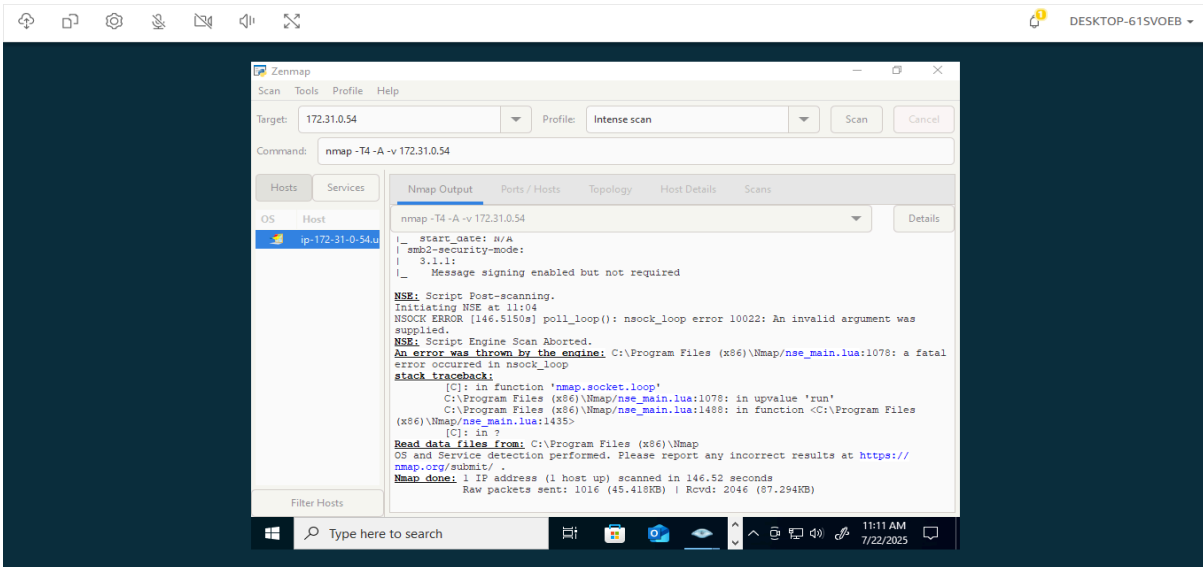 DESKTOP-61SVOEB
Zenmap
Scan Tools Profile Help
Target: 172.31.0.54 Profile: Intense scan Scan Cancel
Command: nmap -T4 -A -v 172.31.0.54
Hosts Services
OS Host
ip-172-31-0-54.u
Filter Hosts
Nmap Output Ports / Hosts Topology Host Details Scans
nmap -T4 -A -v 172.31.0.54 Details
|_ start_date: N/A
| smb2-security-mode:
| 3.1.1:
|_ Message signing enabled but not required
NSE: Script Post-scanning.
Initiating NSE at 11:04
NSOCK ERROR [146.5150s] poll_loop(): nsock_loop error 10022: An invalid argument was
supplied.
NSE: Script Engine Scan Aborted.
An error was thrown by the engine: C:\Program Files (x86)\Nmap/nse_main.lua:1078: a fatal
error occurred in nsock_loop
stack traceback:
[C]: in function 'nmap.socket.loop'
C:\Program Files (x86)\Nmap/nse_main.lua:1078: in upvalue 'run'
C:\Program Files (x86)\Nmap/nse_main.lua:1488: in function <C:\Program Files
(x86)\Nmap/nse_main.lua:1435>
[C]: in ?
Read data files from: C:\Program Files (x86)\Nmap
OS and Service detection performed. Please report any incorrect results at https://
nmap.org/submit/ .
Nmap done: 1 IP address (1 host up) scanned in 146.52 seconds
Raw packets sent: 1016 (45.418KB) | Rcvd: 2046 (87.294KB)
Type here to search
11:11 AM
7/22/2025